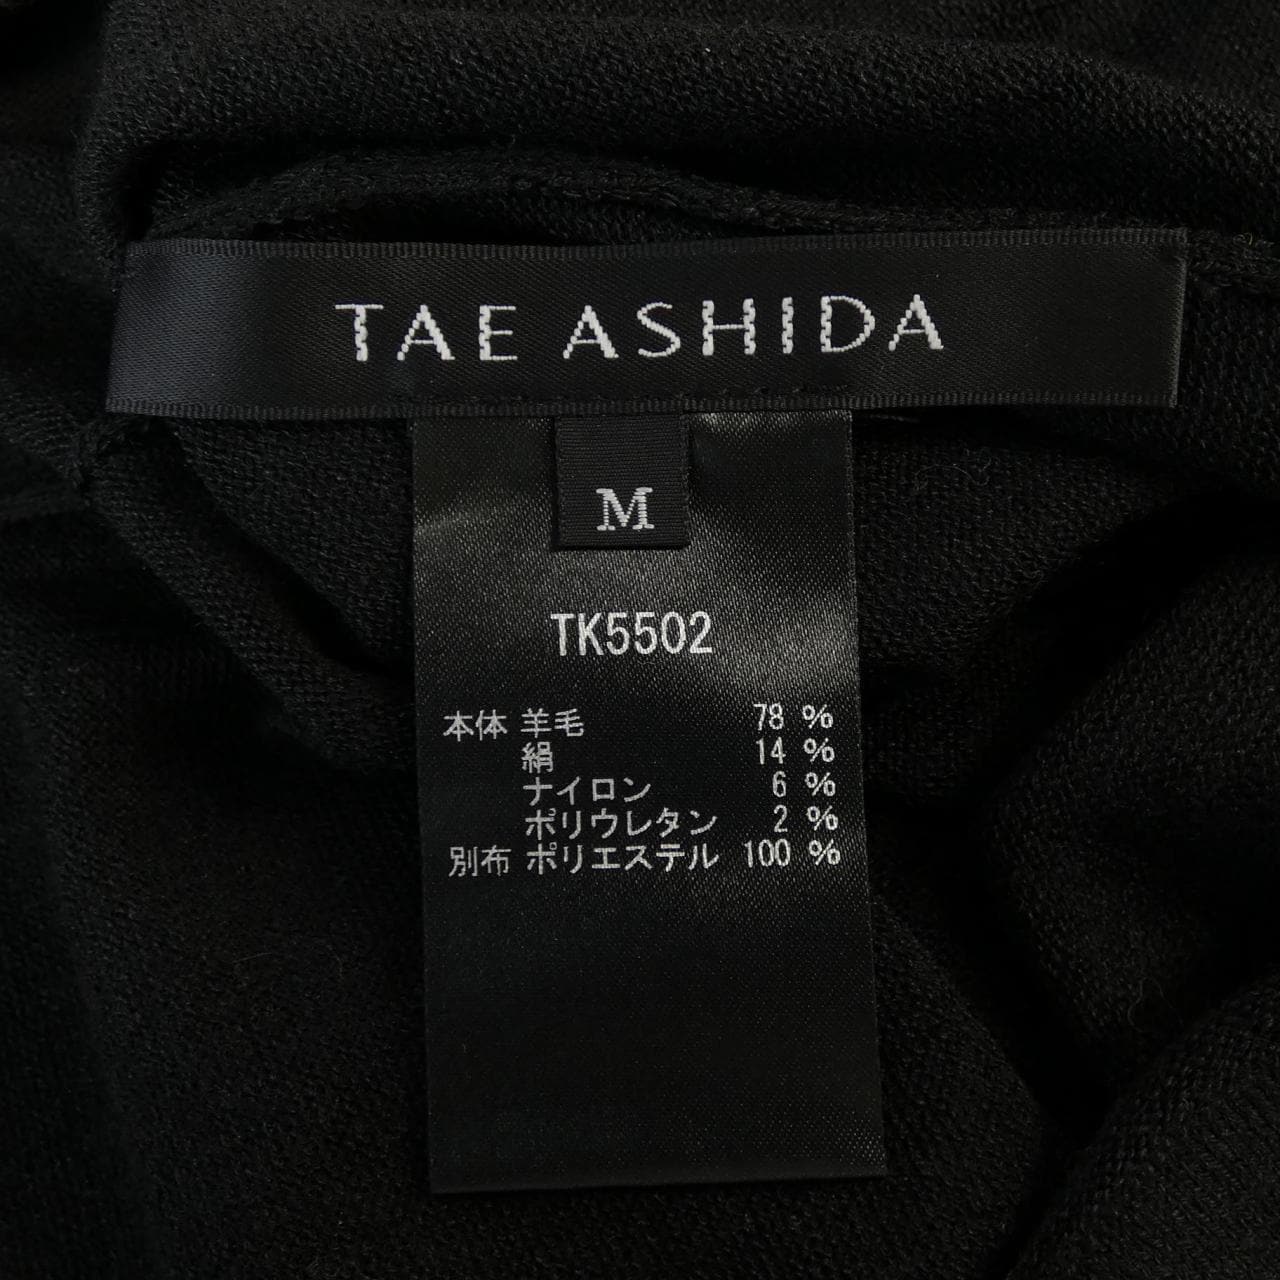 TAE ASHIDA
M
TK5502
本体 羊毛 78 %
絹 14 %
ナイロン 6 %
ポリウレタン 2 %
別布 ポリエステル 100 %